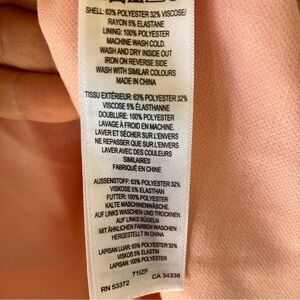 SHELL: 63% POLYESTER 32% VISCOSE/
RAYON 5% ELASTANE
LINING: 100% POLYESTER
MACHINE WASH COLD.
WASH AND DRY INSIDE OUT
IRON ON REVERSE SIDE
WASH WITH SIMILAR COLOURS
MADE IN CHINA
TISSU EXTÉRIEUR: 63% POLYESTER 32%
VISCOSE 5% ÉLASTHANNE
DOUBLURE: 100% POLYESTER
LAVAGE À FROID EN MACHINE.
LAVER ET SÉCHER SUR L'ENVERS
NE REPASSER QUE SUR L'ENVERS
LAVER AVEC DES COULEURS
SIMILAIRES
FABRIQUÉ EN CHINE
AUSSENSTOFF: 63% POLYESTER 32%
VISKOSE 5% ELASTAN
FUTTER: 100% POLYESTER
KALTE MASCHINENWÄSCHE
AUF LINKS WASCHEN UND TROCKNEN
AUF LINKS BÜGELN
MIT ÄHNLICHEN FARBEN WASCHEN
HERGESTELLT IN CHINA
LAPISAN LUAR: 63% POLYESTER 32%
VISKOS 5% ELASTIN
LAPISAN: 100% POLYESTER
71IZF
RN 53372 CA 34338